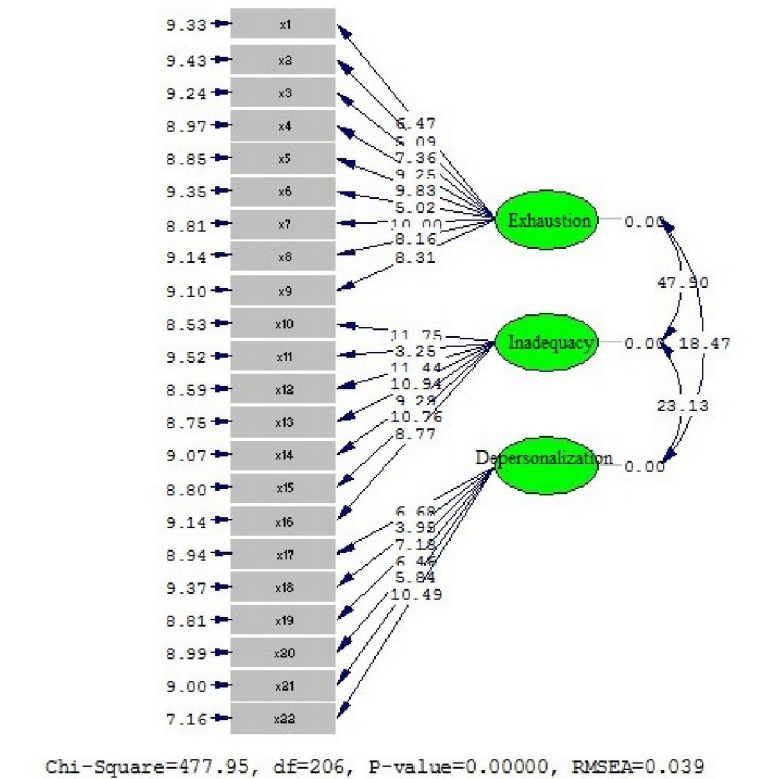 9.33 x1
9.43 x2
9.24 x3
8.97 x4
8.85 x5
9.35 x6
8.81 x7
9.14 x8
9.10 x9
8.53 x10
9.52 x11
8.59 x12
8.75 x13
9.07 x14
8.80 x15
9.14 x16
8.94 x17
9.37 x18
8.81 x19
8.99 x20
9.00 x21
7.16 x22
6.47
5.09
7.36
9.25
9.83
5.02
10.00
8.16
8.31
11.75
3.25
11.44
10.94
10.76
8.77
3.95
7.18
6.46
5.84
10.49
Exhaustion 0.00
Inadequacy 0.00
Depersonalization 0.00
47.90
18.47
23.13
Chi-Square=477.95, df=206, P-value=0.00000, RMSEA=0.039